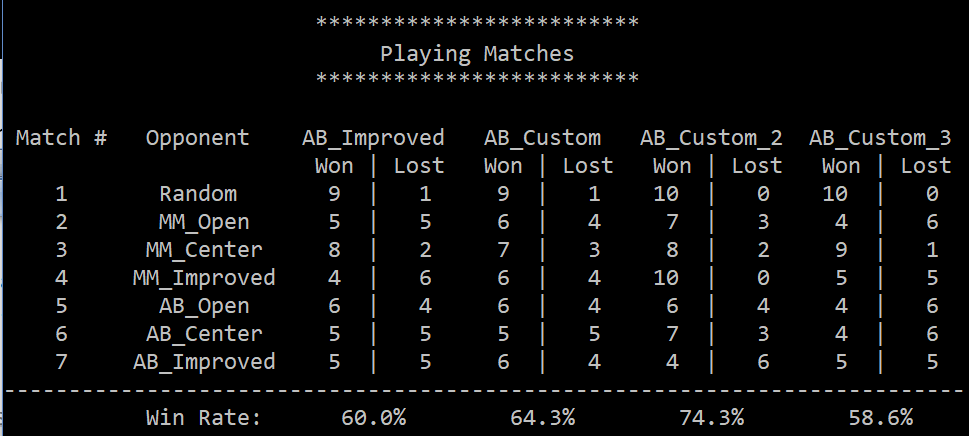 *************************
Playing Matches
*************************
Match # Opponent AB_Improved AB_Custom AB_Custom_2 AB_Custom_3
Won | Lost Won | Lost Won | Lost Won | Lost
1 Random 9 | 1 9 | 1 10 | 0 10 | 0
2 MM_Open 5 | 5 6 | 4 7 | 3 4 | 6
3 MM_Center 8 | 2 7 | 3 8 | 2 9 | 1
4 MM_Improved 4 | 6 6 | 4 10 | 0 5 | 5
5 AB_Open 6 | 4 6 | 4 6 | 4 4 | 6
6 AB_Center 5 | 5 5 | 5 7 | 3 4 | 6
7 AB_Improved 5 | 5 6 | 4 4 | 6 5 | 5
--------------------------------------------------------------------------
Win Rate: 60.0% 64.3% 74.3% 58.6%